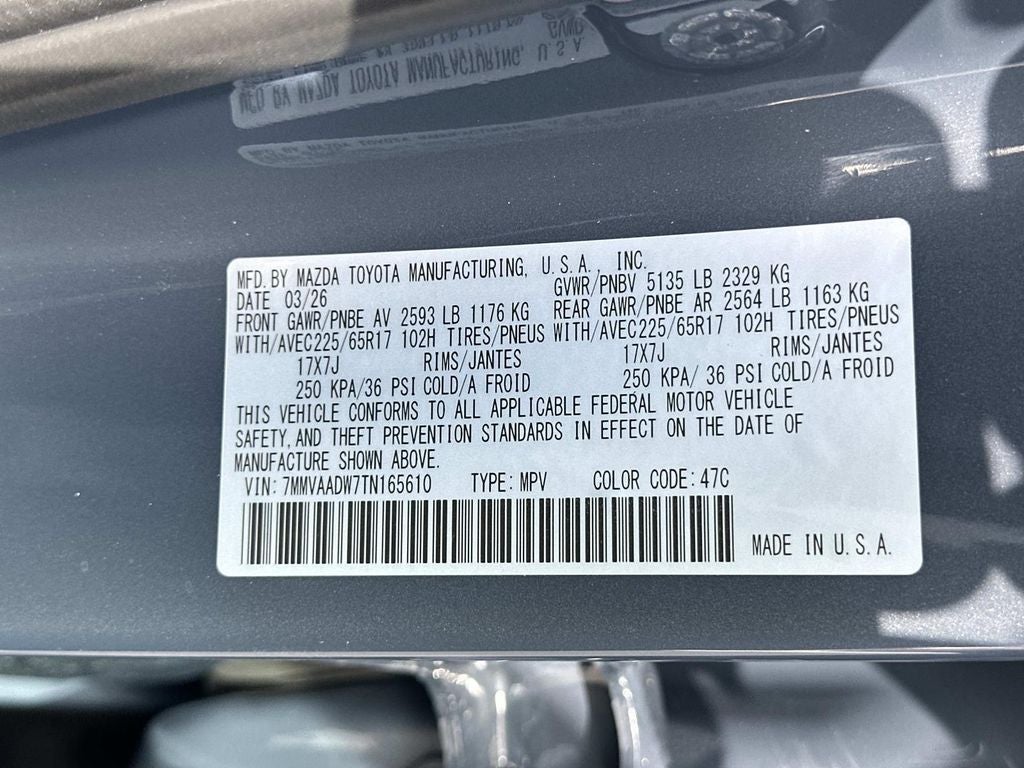 MFD. BY MAZDA TOYOTA MANUFACTURING, U.S.A., INC.
DATE 03/26 GVWR/PNBV 5135 LB 2329 KG
FRONT GAWR/PNBE AV 2593 LB 1176 KG REAR GAWR/PNBE AR 2564 LB 1163 KG
WITH/AVEC225/65R17 102H TIRES/PNEUS WITH/AVEC225/65R17 102H TIRES/PNEUS
17X7J RIMS/JANTES 17X7J RIMS/JANTES
250 KPA/36 PSI COLD/A FROID 250 KPA/ 36 PSI COLD/A FROID
THIS VEHICLE CONFORMS TO ALL APPLICABLE FEDERAL MOTOR VEHICLE
SAFETY, AND THEFT PREVENTION STANDARDS IN EFFECT ON THE DATE OF
MANUFACTURE SHOWN ABOVE.
VIN: 7MMVAADW7TN165610 TYPE: MPV COLOR CODE: 47C
MADE IN U.S.A.